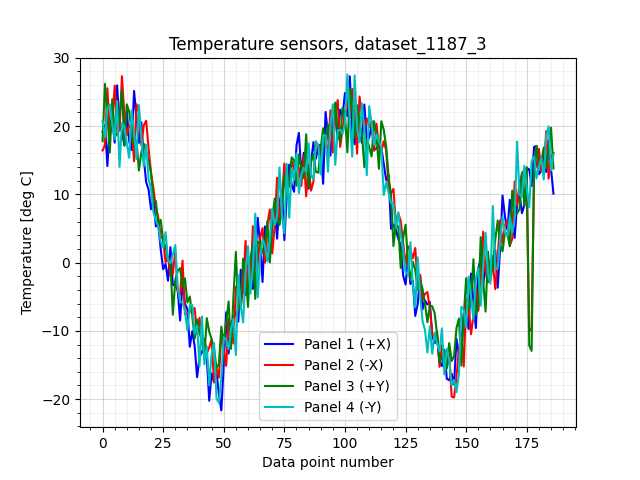 Temperature sensors, dataset_1187_3
Temperature [deg C]
30
20
10
0
−10
−20
Panel 1 (+X)
Panel 2 (-X)
Panel 3 (+Y)
Panel 4 (-Y)
0 25 50 75 100 125 150 175
Data point number